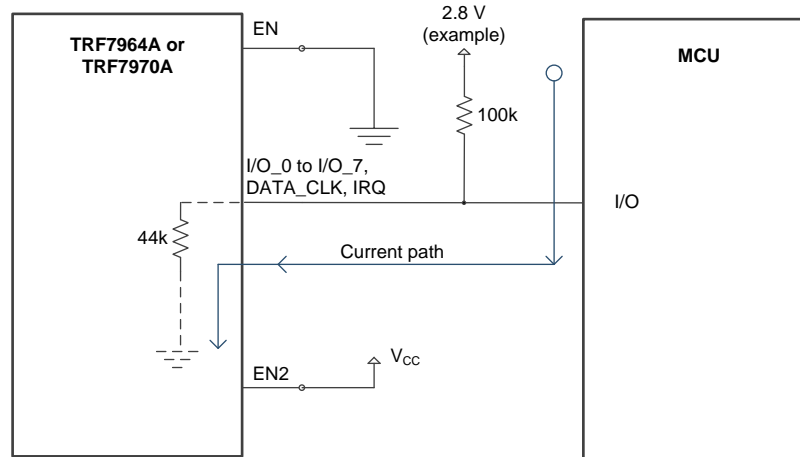 TRF7964A or
TRF7970A
EN
2.8 V
(example)
MCU
100k
I/O_0 to I/O_7,
DATA_CLK, IRQ
I/O
44k
Current path
EN2
VCC